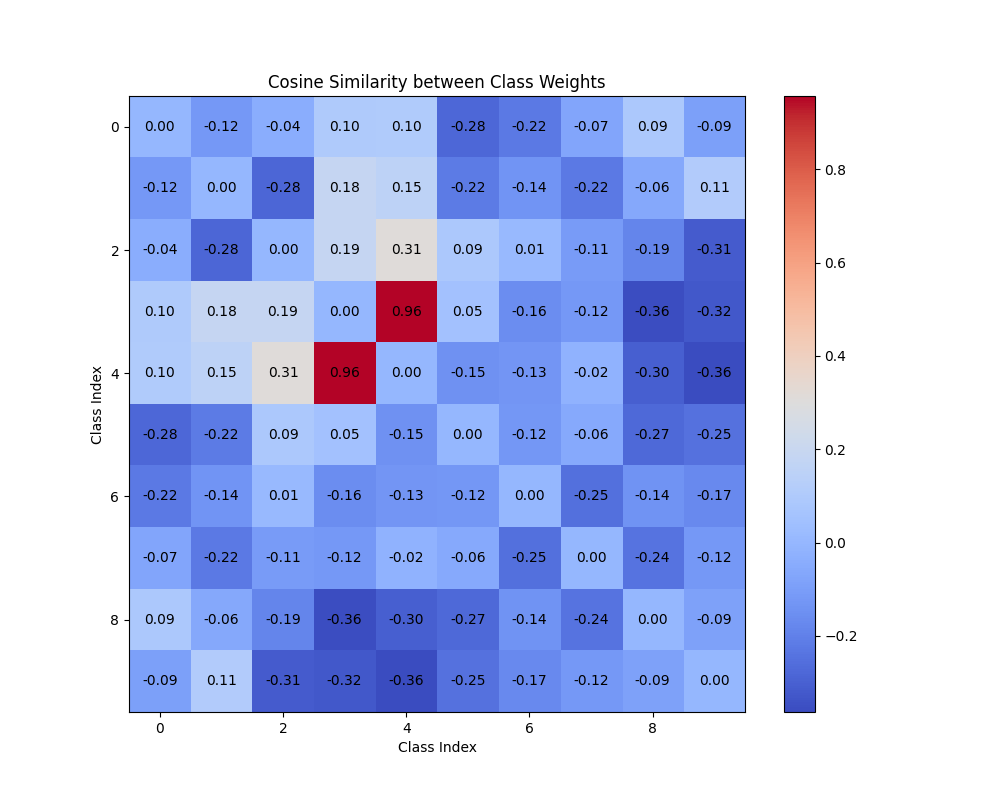 Cosine Similarity between Class Weights
0 0.00 -0.12 -0.04 0.10 0.10 -0.28 -0.22 -0.07 0.09 -0.09
-0.12 0.00 -0.28 0.18 0.15 -0.22 -0.14 -0.22 -0.06 0.11
2 -0.04 -0.28 0.00 0.19 0.31 0.09 0.01 -0.11 -0.19 -0.31
0.10 0.18 0.19 0.00 0.96 0.05 -0.16 -0.12 -0.36 -0.32
4 0.10 0.15 0.31 0.96 0.00 -0.15 -0.13 -0.02 -0.30 -0.36
-0.28 -0.22 0.09 0.05 -0.15 0.00 -0.12 -0.06 -0.27 -0.25
6 -0.22 -0.14 0.01 -0.16 -0.13 -0.12 0.00 -0.25 -0.14 -0.17
-0.07 -0.22 -0.11 -0.12 -0.02 -0.06 -0.25 0.00 -0.24 -0.12
8 0.09 -0.06 -0.19 -0.36 -0.30 -0.27 -0.14 -0.24 0.00 -0.09
-0.09 0.11 -0.31 -0.32 -0.36 -0.25 -0.17 -0.12 -0.09 0.00
0 2 4 6 8
Class Index
Class Index
0.8
0.6
0.4
0.2
0.0
−0.2